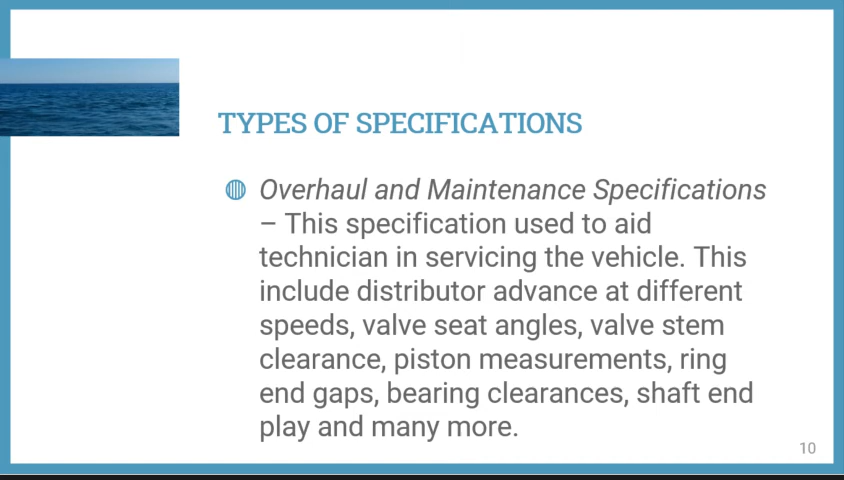 TYPES OF SPECIFICATIONS
Overhaul and Maintenance Specifications
– This specification used to aid
technician in servicing the vehicle. This
include distributor advance at different
speeds, valve seat angles, valve stem
clearance, piston measurements, ring
end gaps, bearing clearances, shaft end
play and many more.
10